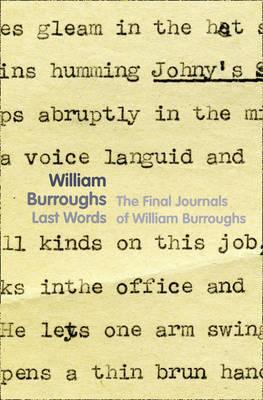 es gleam in the hat s
ins humming Johny's S
ps abruptly in the mi
a voice languid and
William
Burroughs
Last Words
The Final Journals
of William Burroughs
ll kinds on this job,
ks inthe office and
He lets one arm swing
pens a thin brun hand